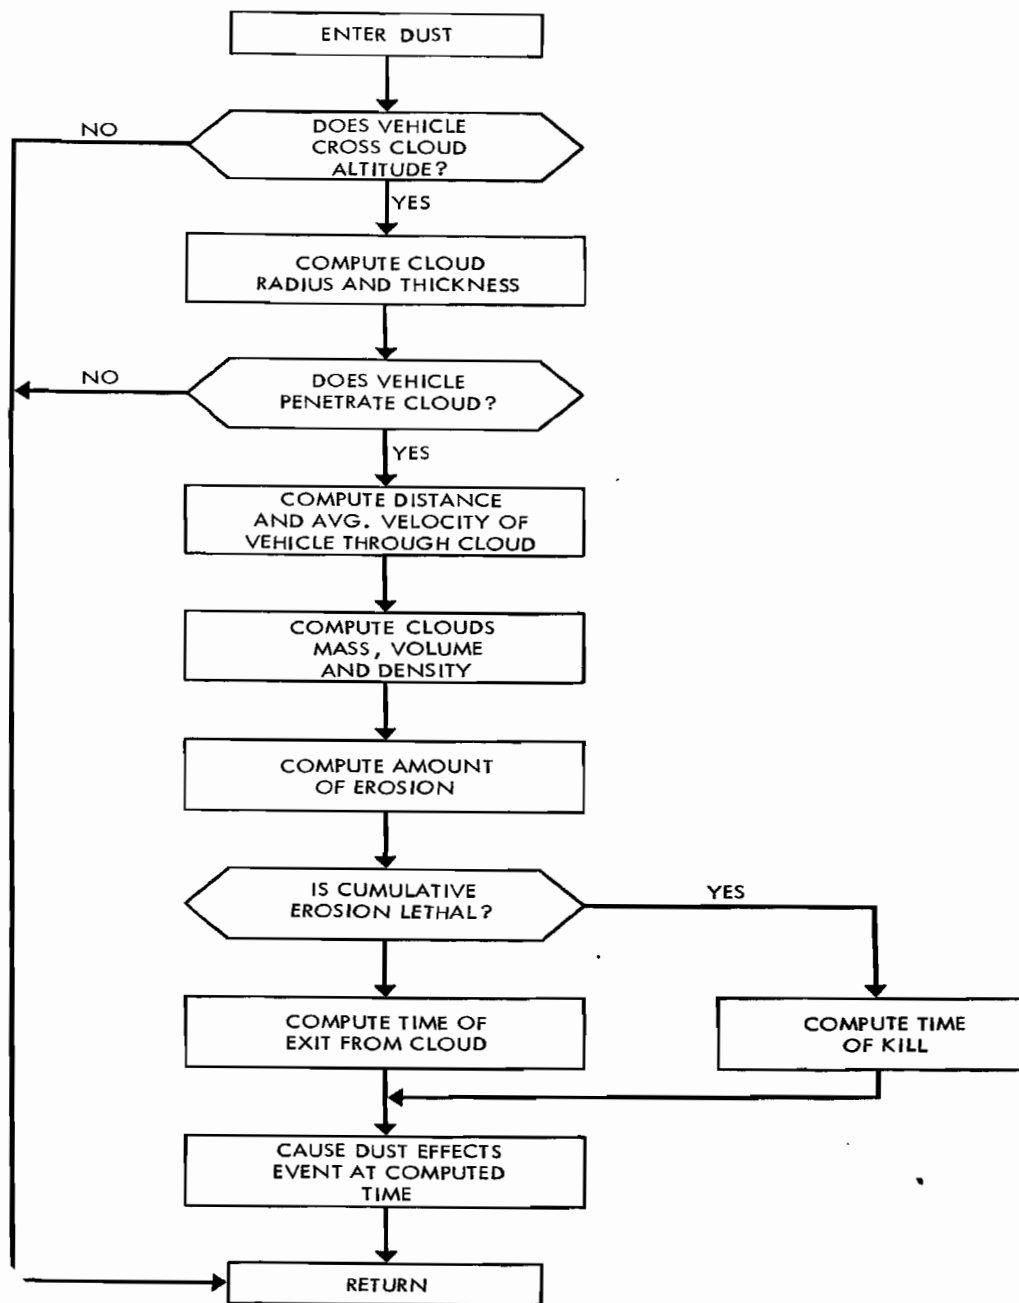 ENTER DUST
DOES VEHICLE
CROSS CLOUD
ALTITUDE?
NO
YES
COMPUTE CLOUD
RADIUS AND THICKNESS
DOES VEHICLE
PENETRATE CLOUD?
NO
YES
COMPUTE DISTANCE
AND AVG. VELOCITY OF
VEHICLE THROUGH CLOUD
COMPUTE CLOUDS
MASS, VOLUME
AND DENSITY
COMPUTE AMOUNT
OF EROSION
IS CUMULATIVE
EROSION LETHAL?
YES
COMPUTE TIME OF
EXIT FROM CLOUD
COMPUTE TIME
OF KILL
CAUSE DUST EFFECTS
EVENT AT COMPUTED
TIME
RETURN